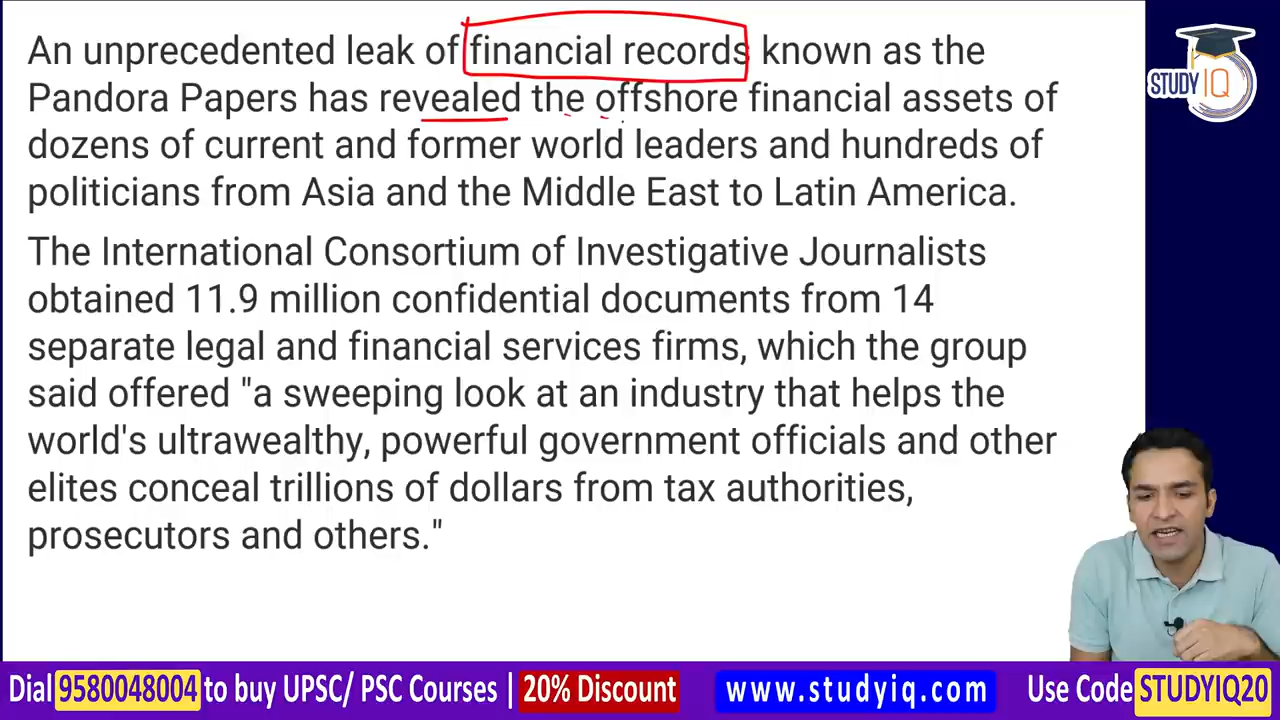 An unprecedented leak of financial records known as the
Pandora Papers has revealed the offshore financial assets of
dozens of current and former world leaders and hundreds of
politicians from Asia and the Middle East to Latin America.
The International Consortium of Investigative Journalists
obtained 11.9 million confidential documents from 14
separate legal and financial services firms, which the group
said offered "a sweeping look at an industry that helps the
world's ultrawealthy, powerful government officials and other
elites conceal trillions of dollars from tax authorities,
prosecutors and others."
STUDY IQ
Dial 9580048004 to buy UPSC/ PSC Courses | 20% Discount www.studyiq.com Use Code STUDYIQ20